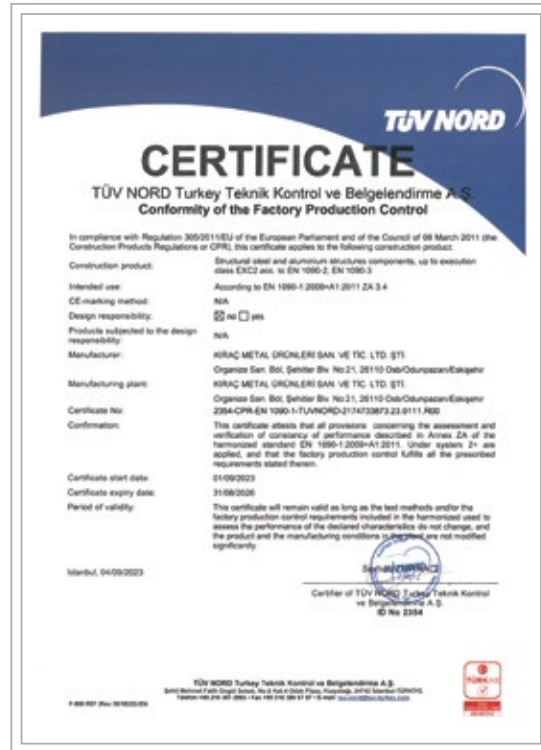 TÜV NORD
CERTIFICATE
TÜV NORD Turkey Teknik Kontrol ve Belgelendirme A.Ş.
Conformity of the Factory Production Control
In compliance with Regulation 305/2011/EU of the European Parliament and of the Council of 09 March 2011 (the
Construction Products Regulations or CPR), this certificate applies to the following construction product:
Construction product: Structural steel and aluminium structures components, up to execution
class EXC2 acc. to EN 1090-2, EN 1090-3
Intended use: According to EN 1090-1:2009+A1:2011 ZA 3.4
CE-marking method: N/A
Design responsibility: ☒ no ☐ yes
Products subjected to the design
responsibility: N/A
Manufacturer: KIRAÇ METAL ÜRÜNLERİ SAN. VE TİC. LTD. ŞTİ.
Organize San. Böl, Şehitler Blv. No:21, 26110 Osb/Odunpazarı/Eskişehir
Manufacturing plant: KIRAÇ METAL ÜRÜNLERİ SAN. VE TİC. LTD. ŞTİ.
Organize San. Böl, Şehitler Blv. No:21, 26110 Osb/Odunpazarı/Eskişehir
Certificate No: 2354-CPR-EN 1090-1-TUVNORD-2174733873.23.0111.R00
Confirmation: This certificate attests that all provisions concerning the assessment and
verification of constancy of performance described in Annex ZA of the
harmonized standard EN 1090-1:2009+A1:2011. Under system 2+ are
applied, and that the factory production control fulfills all the prescribed
requirements stated therein.
Certificate start date: 01/09/2023
Certificate expiry date: 31/08/2026
Period of validity: This certificate will remain valid as long as the test methods and/or the
factory production control requirements included in the harmonized used to
assess the performance of the declared characteristics do not change, and
the product and the manufacturing conditions in the plant are not modified
significantly.
Istanbul, 04/09/2023
Certifier of TÜV NORD Turkey Teknik Kontrol
ve Belgelendirme A.Ş.
ID No 2354
TÜV NORD Turkey Teknik Kontrol ve Belgelendirme A.Ş.
TÜRKAK